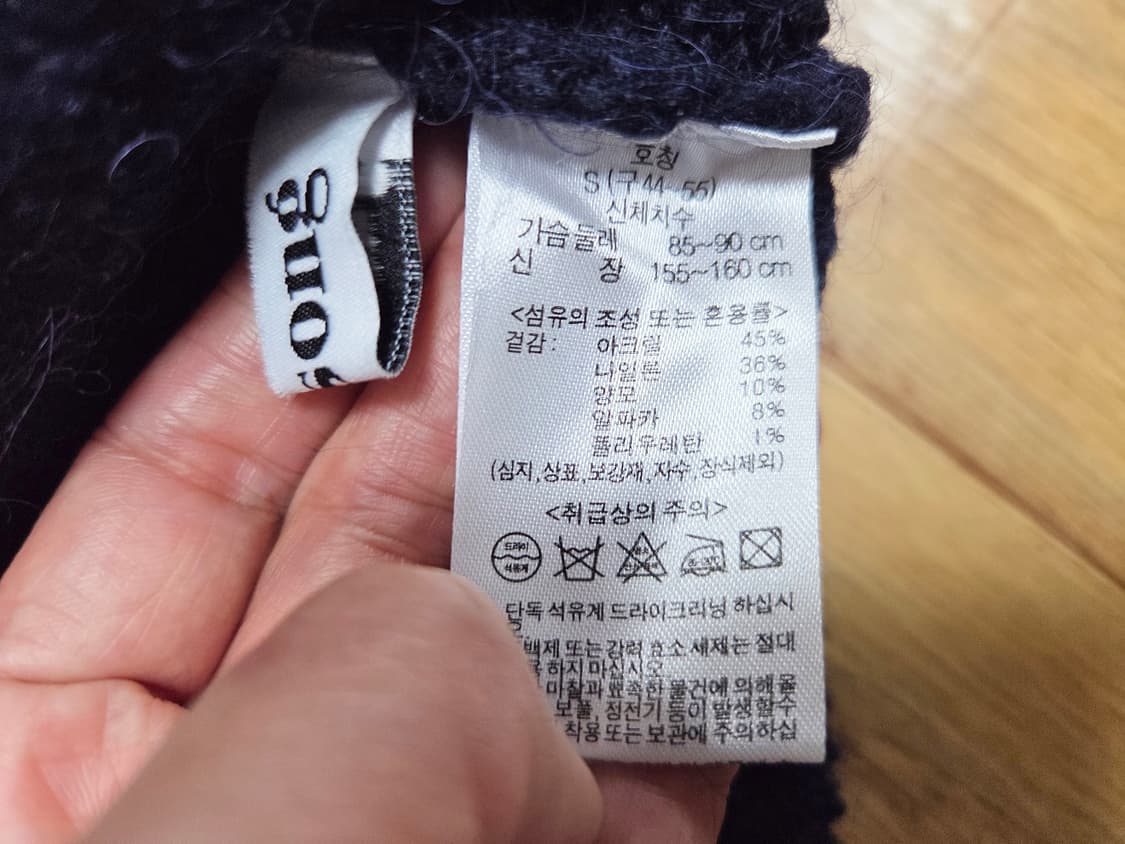 ong
호칭
S (구44-55)
신체치수
가슴둘레 85~90 cm
신 장 155~160 cm
<섬유의 조성 또는 혼용률>
겉감: 아크릴 45%
나일론 36%
양모 10%
알파카 8%
폴리우레탄 1%
(심지,상표,보강재,자수,장식제외)
<취급상의 주의>
드라이
석유계
단독 석유계 드라이크리닝 하십시
백제 또는 강력 효소 세제는 절대
하지 마십시오
마찰과 뾰족한 물건에 의해 올
보풀, 정전기 등이 발생할수
착용 또는 보관에 주의하십